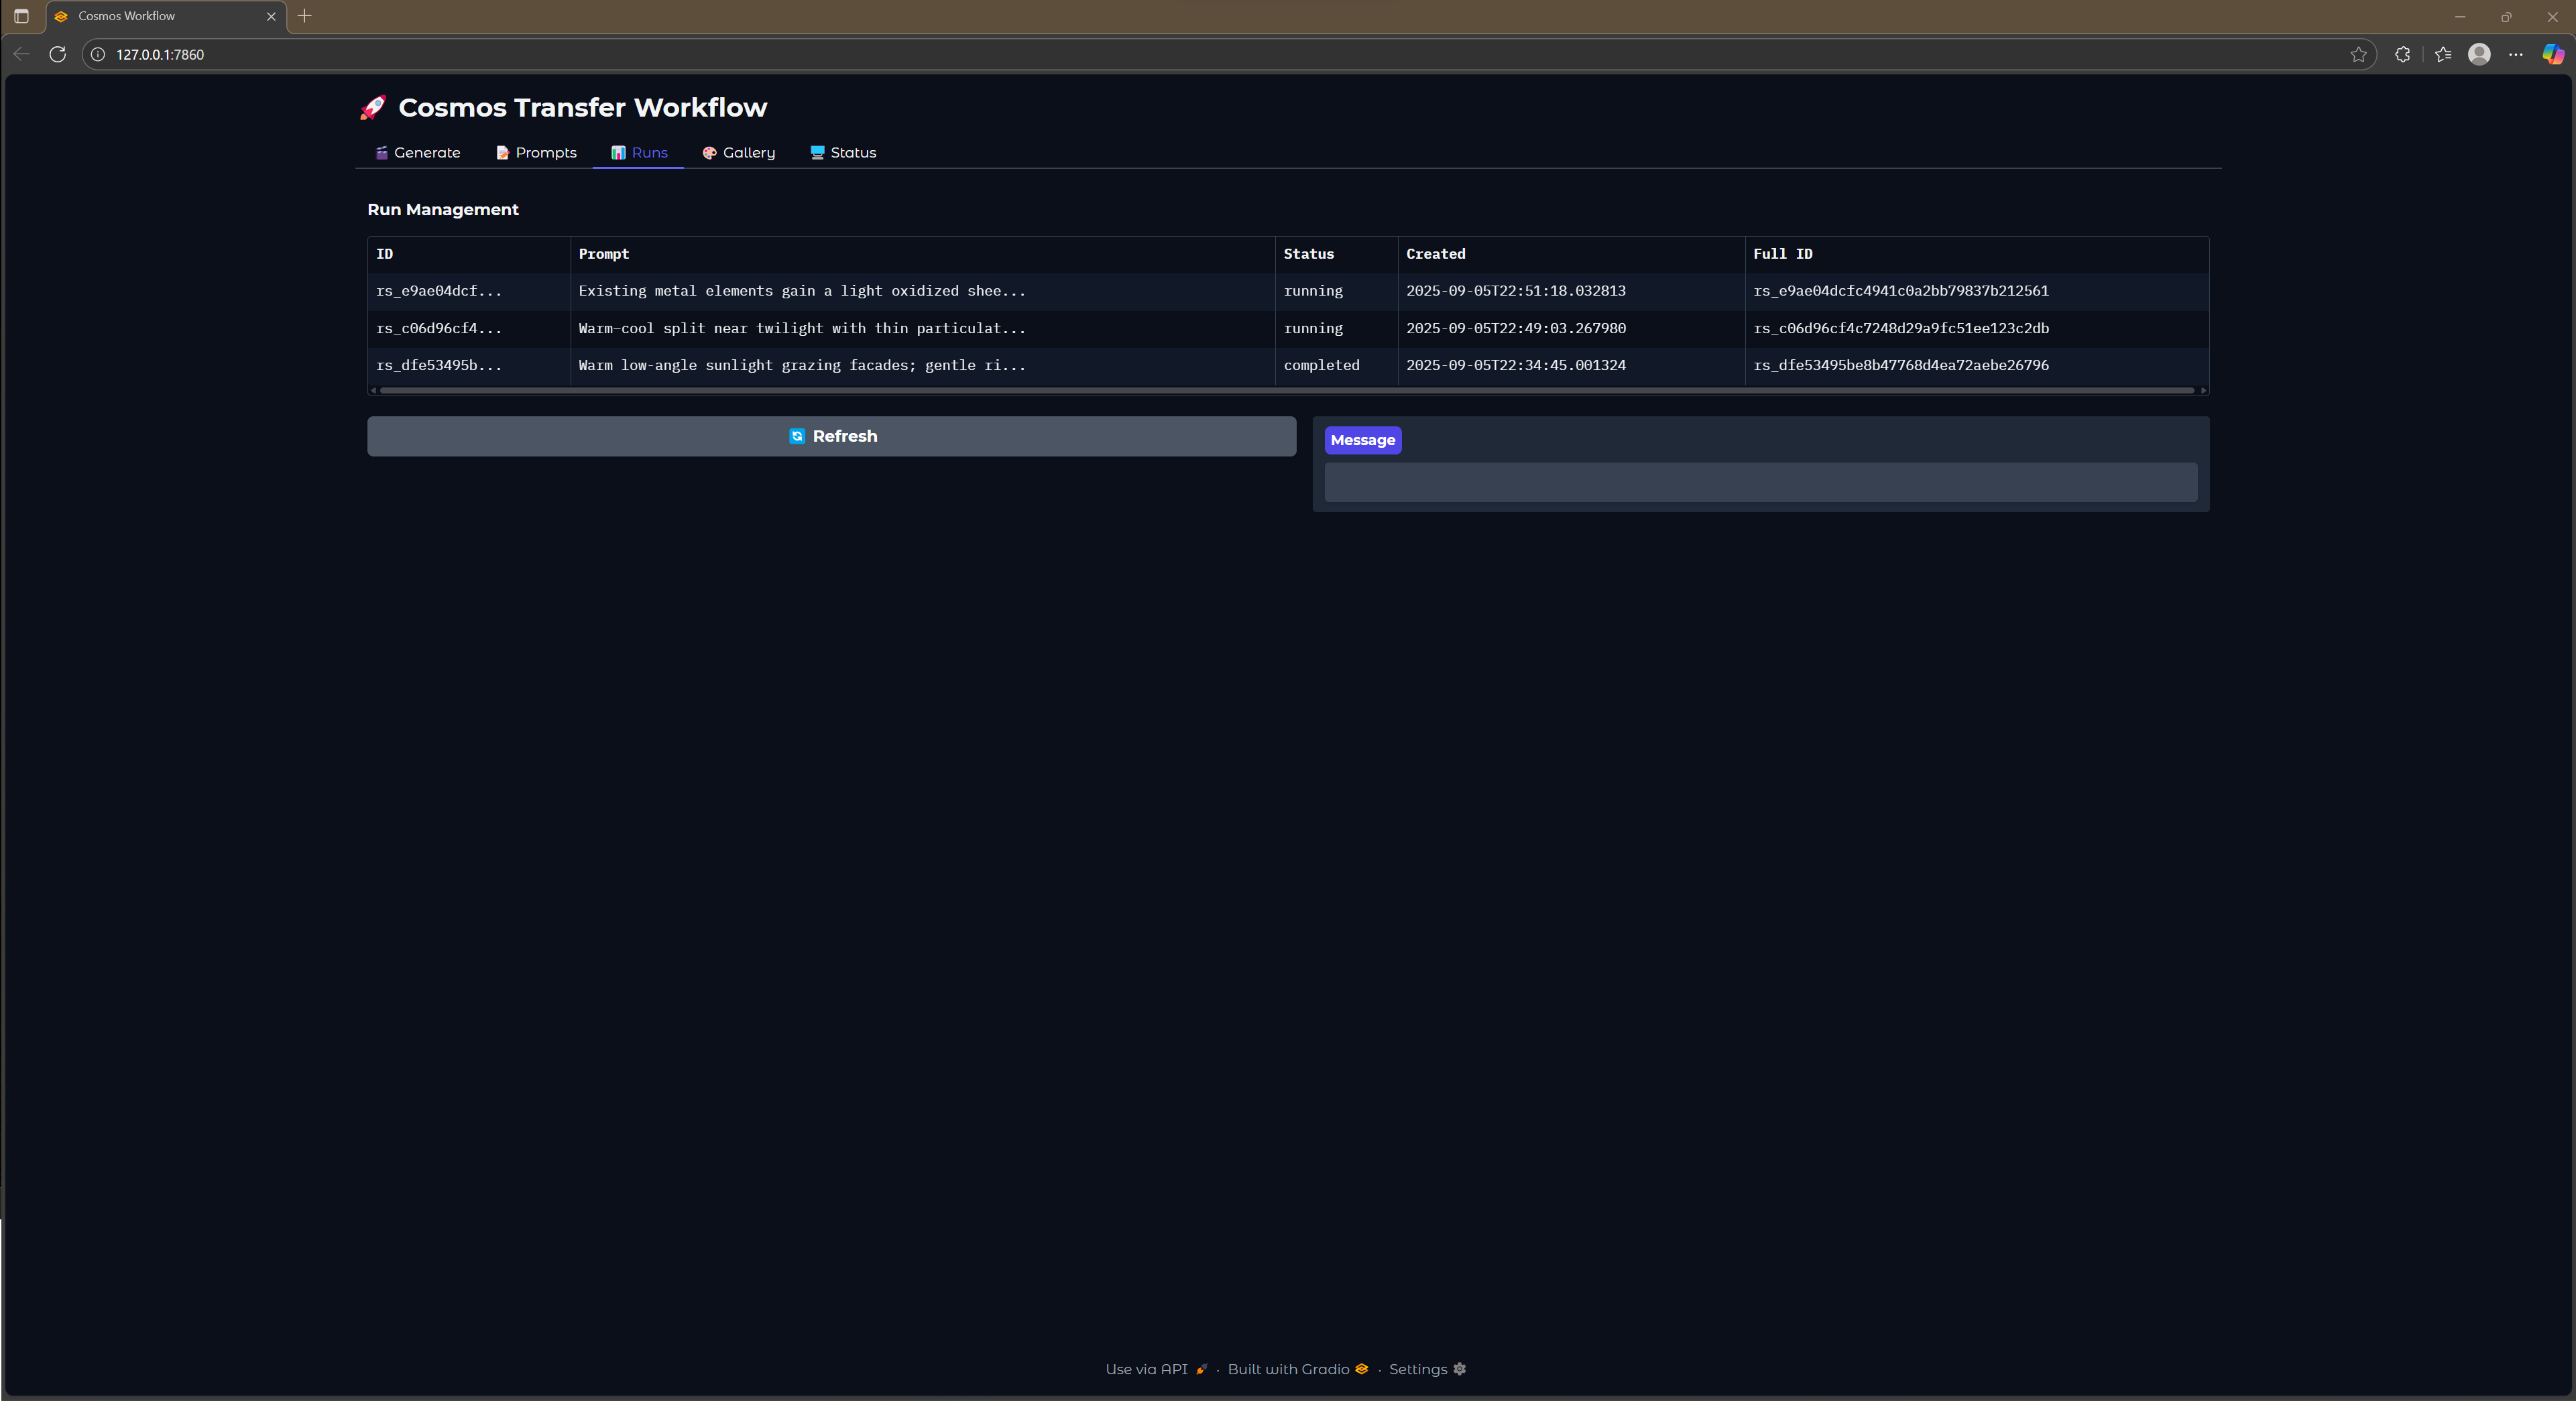 Cosmos Workflow
127.0.0.1:7860
🚀 Cosmos Transfer Workflow
🎬 Generate 📝 Prompts 📊 Runs 🎨 Gallery 🖥️ Status
Run Management
ID Prompt Status Created Full ID
rs_e9ae04dcf... Existing metal elements gain a light oxidized shee... running 2025-09-05T22:51:18.032813 rs_e9ae04dcfc4941c0a2bb79837b212561
rs_c06d96cf4... Warm-cool split near twilight with thin particulat... running 2025-09-05T22:49:03.267980 rs_c06d96cf4c7248d29a9fc51ee123c2db
rs_dfe53495b... Warm low-angle sunlight grazing facades; gentle ri... completed 2025-09-05T22:34:45.001324 rs_dfe53495be8b47768d4ea72aebe26796
🔄 Refresh
Message
Use via API 🚀 · Built with Gradio · Settings ⚙️